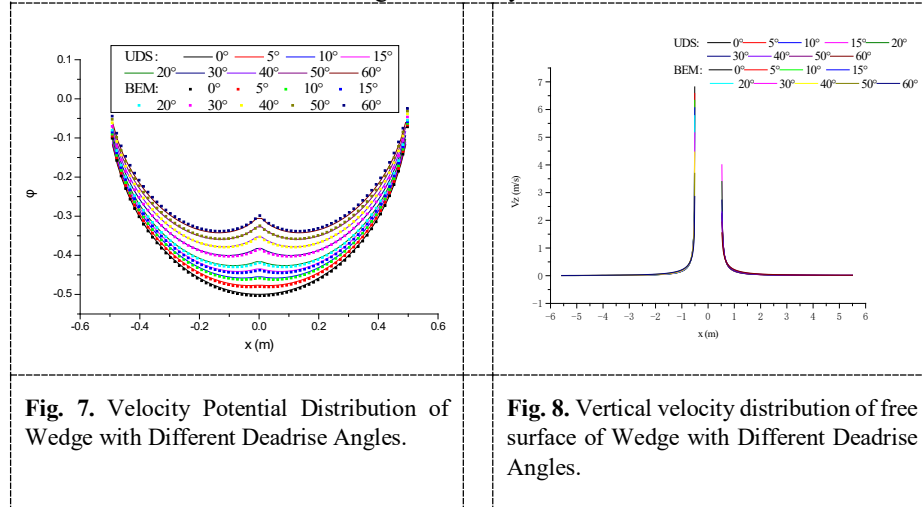 UDS: 0° 5° 10° 15°
20° 30° 40° 50° 60°
BEM: 0° 5° 10° 15°
20° 30° 40° 50° 60°
0.1
0.0
-0.1
-0.2
-0.3
-0.4
-0.5
φ
-0.6 -0.4 -0.2 0.0 0.2 0.4 0.6
x (m)
UDS: 0° 5° 10° 15° 20°
30° 40° 50° 60°
BEM: 0° 5° 10° 15°
20° 30° 40° 50° 60°
7
6
5
4
3
2
1
0
-1
Vz (m/s)
-6 -5 -4 -3 -2 -1 0 1 2 3 4 5 6
x (m)
Fig. 7. Velocity Potential Distribution of
Wedge with Different Deadrise Angles.
Fig. 8. Vertical velocity distribution of free
surface of Wedge with Different Deadrise
Angles.